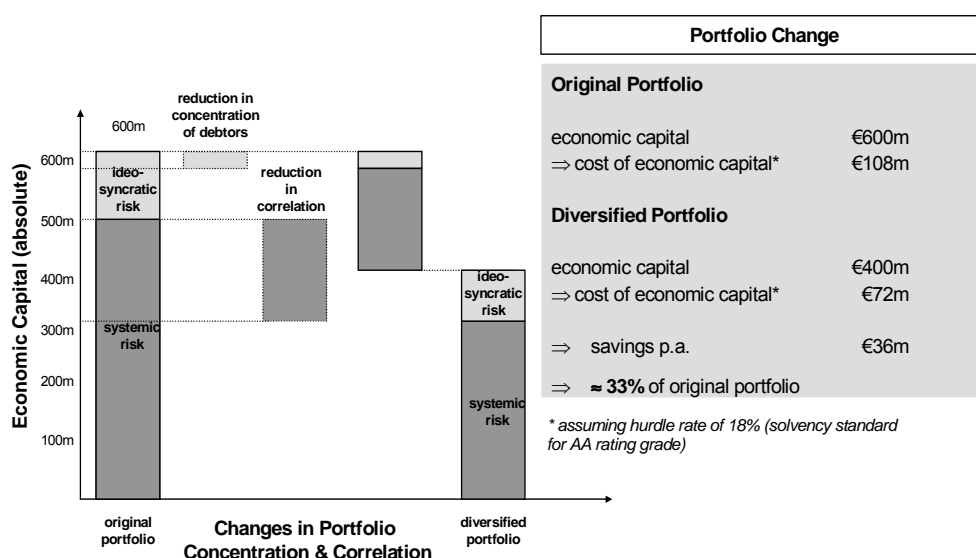 Portfolio Change
Original Portfolio
economic capital €600m
⇒ cost of economic capital* €108m
Diversified Portfolio
economic capital €400m
⇒ cost of economic capital* €72m
⇒ savings p.a. €36m
⇒ ≈ 33% of original portfolio
* assuming hurdle rate of 18% (solvency standard
for AA rating grade)
Economic Capital (absolute)
600m
500m
400m
300m
200m
100m
600m
reduction in
concentration
of debtors
reduction
in
correlation
ideo-
syncratic
risk
systemic
risk
ideo-
syncratic
risk
systemic
risk
original
portfolio
Changes in Portfolio
Concentration & Correlation
diversified
portfolio